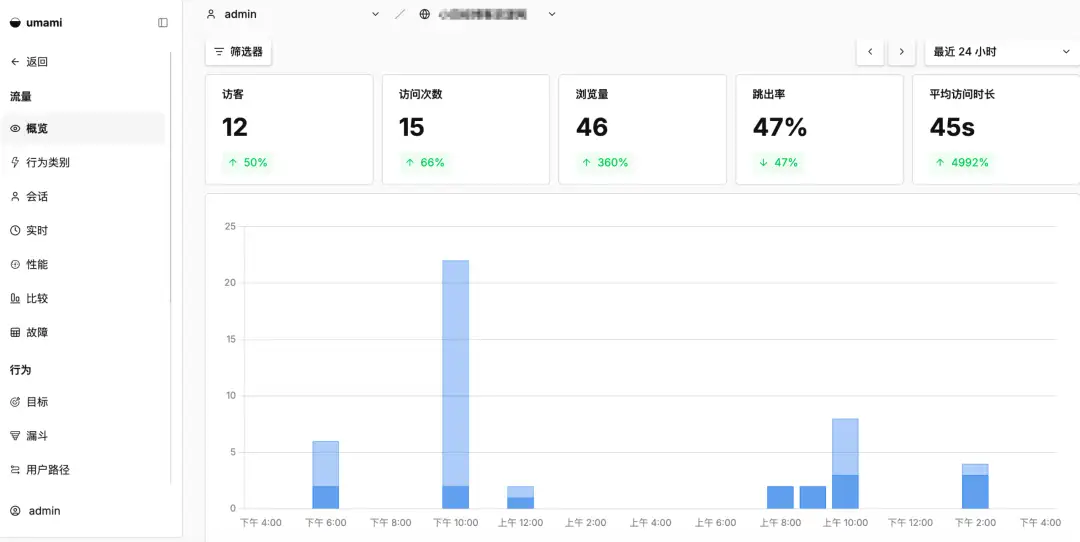 umami
admin
筛选器
最近 24 小时
返回
流量
概览
行为类别
会话
实时
性能
比较
故障
行为
目标
漏斗
用户路径
admin
访客
12
50%
访问次数
15
66%
浏览量
46
360%
跳出率
47%
47%
平均访问时长
45s
4992%
25
20
15
10
5
0
下午 4:00
下午 6:00
下午 8:00
下午 10:00
上午 12:00
上午 2:00
上午 4:00
上午 6:00
上午 8:00
上午 10:00
下午 12:00
下午 2:00
下午 4:00